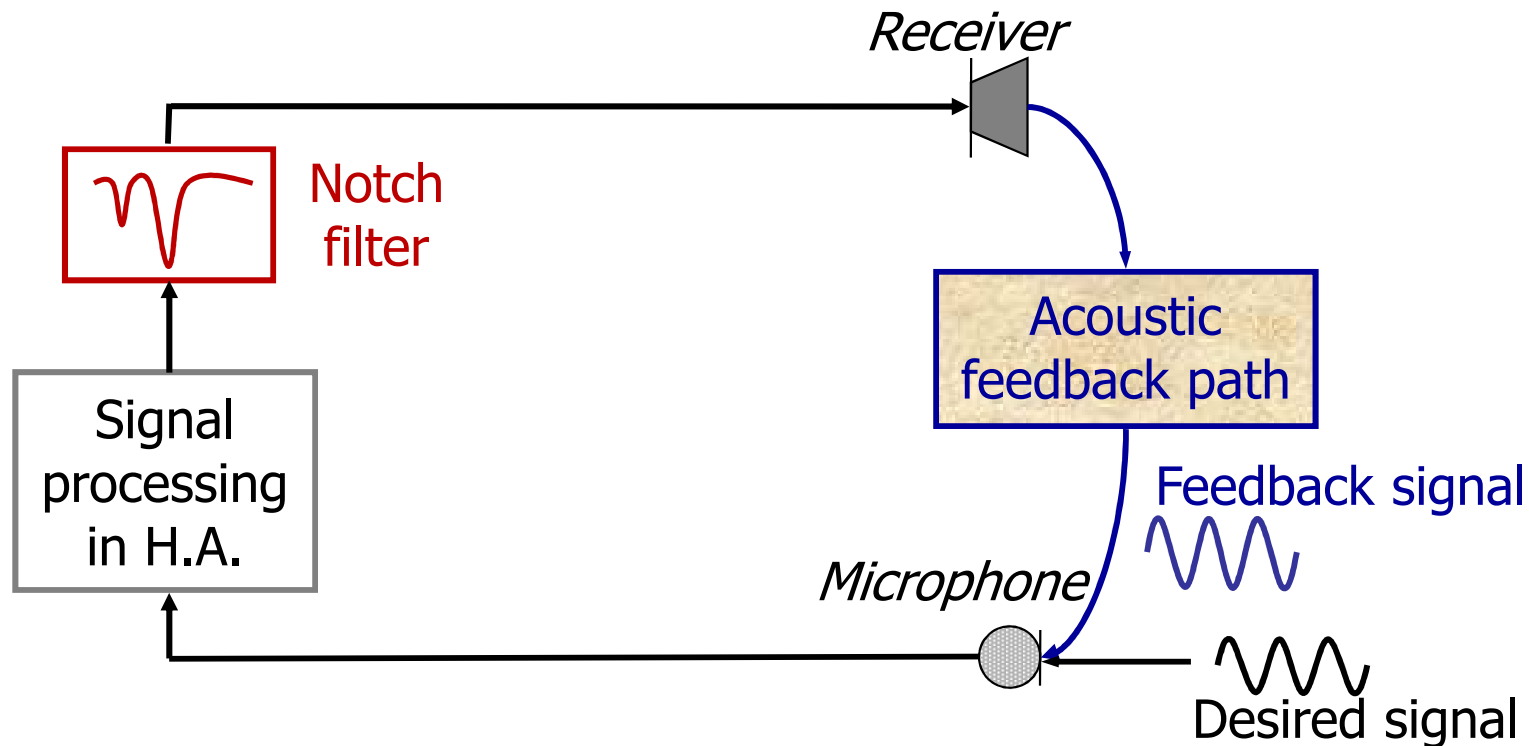 Receiver
Notch
filter
Acoustic
feedback path
Signal
processing
in H.A.
Feedback signal
Microphone
Desired signal